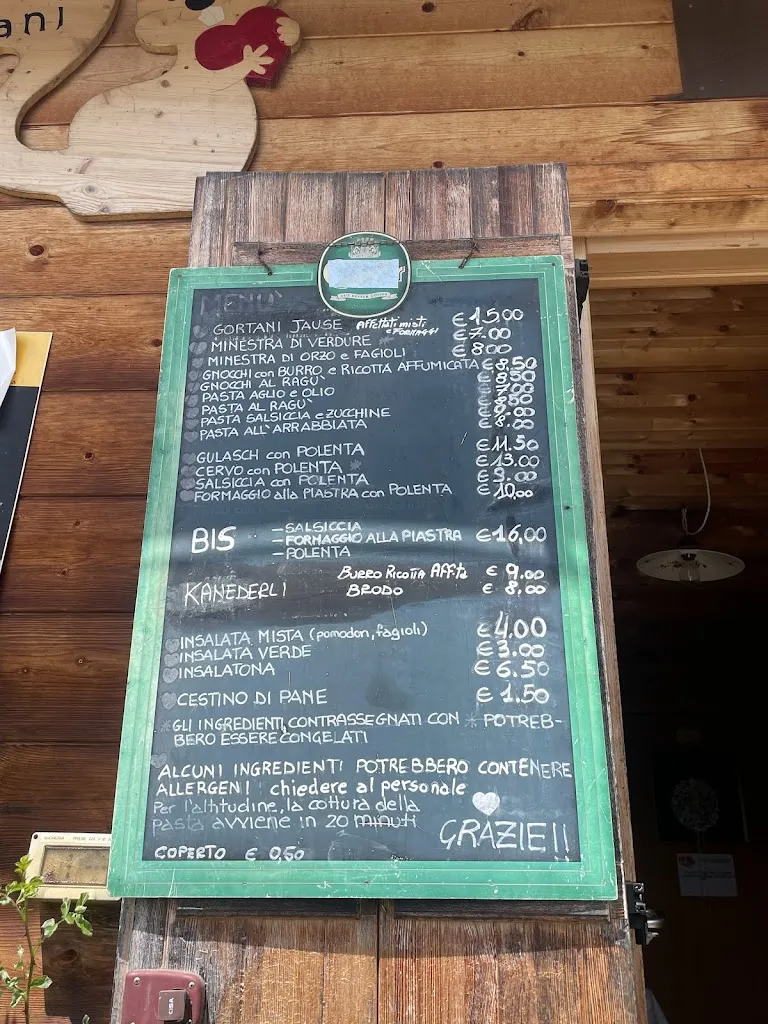 ani
MENU`
GORTANI JAUSE Affettati misti e FORMAGGI € 15,00
MINESTRA DI VERDURE * € 7.00
MINESTRA DI ORZO e FAGIOLI € 8.00
GNOCCHI con BURRO e RICOTTA AFFUMICATA € 8,50
GNOCCHI AL RAGU` € 8,50
PASTA AGLIO e OLIO € 7.00
PASTA AL RAGU` € 8,50
PASTA SALSICCIA e ZUCCHINE
PASTA ALL`ARRABBIATA € 8.00
GULASCH con POLENTA € 11.50
CERVO con POLENTA * € 13.00
SALSICCIA con POLENTA € 9.00
FORMAGGIO alla PIASTRA con POLENTA € 10,00
BIS
- SALSICCIA
- FORMAGGIO ALLA PIASTRA € 16,00
- POLENTA
KANEDERLI
BURRO RICOTTA AFF.ta € 9.00
BRODO € 8.00
INSALATA MISTA (pomodori, fagioli) € 4.00
INSALATA VERDE € 3.00
INSALATONA € 6.50
CESTINO DI PANE € 1.50
* GLI INGREDIENTI CONTRASSEGNATI CON * POTREB-
BERO ESSERE CONGELATI
ALCUNI INGREDIENTI POTREBBERO CONTENERE
ALLERGENI chiedere al personale
Per l'altitudine, la cottura della
pasta avviene in 20 minuti
GRAZIE!!
COPERTO € 0,50
CISA